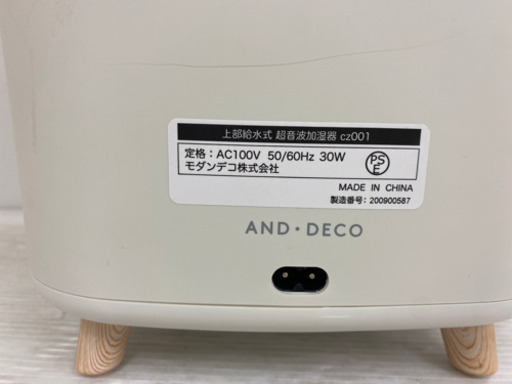 上部給水式 超音波加湿器 cz001
定格：AC100V 50/60Hz 30W
モダンデコ株式会社
PSE
MADE IN CHINA
製造番号：200900587
AND・DECO